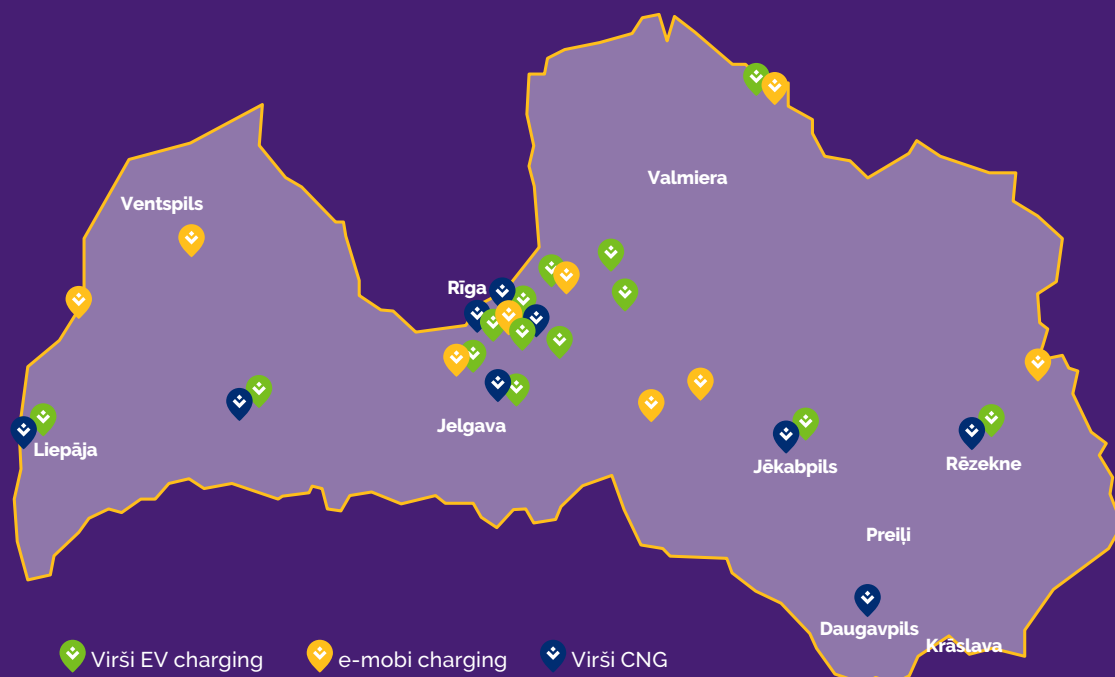 Valmiera
Ventspils
Rīga
Jelgava
Liepāja
Jēkabpils
Rēzekne
Preiļi
Daugavpils
Krāslava
Virši EV charging
e-mobi charging
Virši CNG